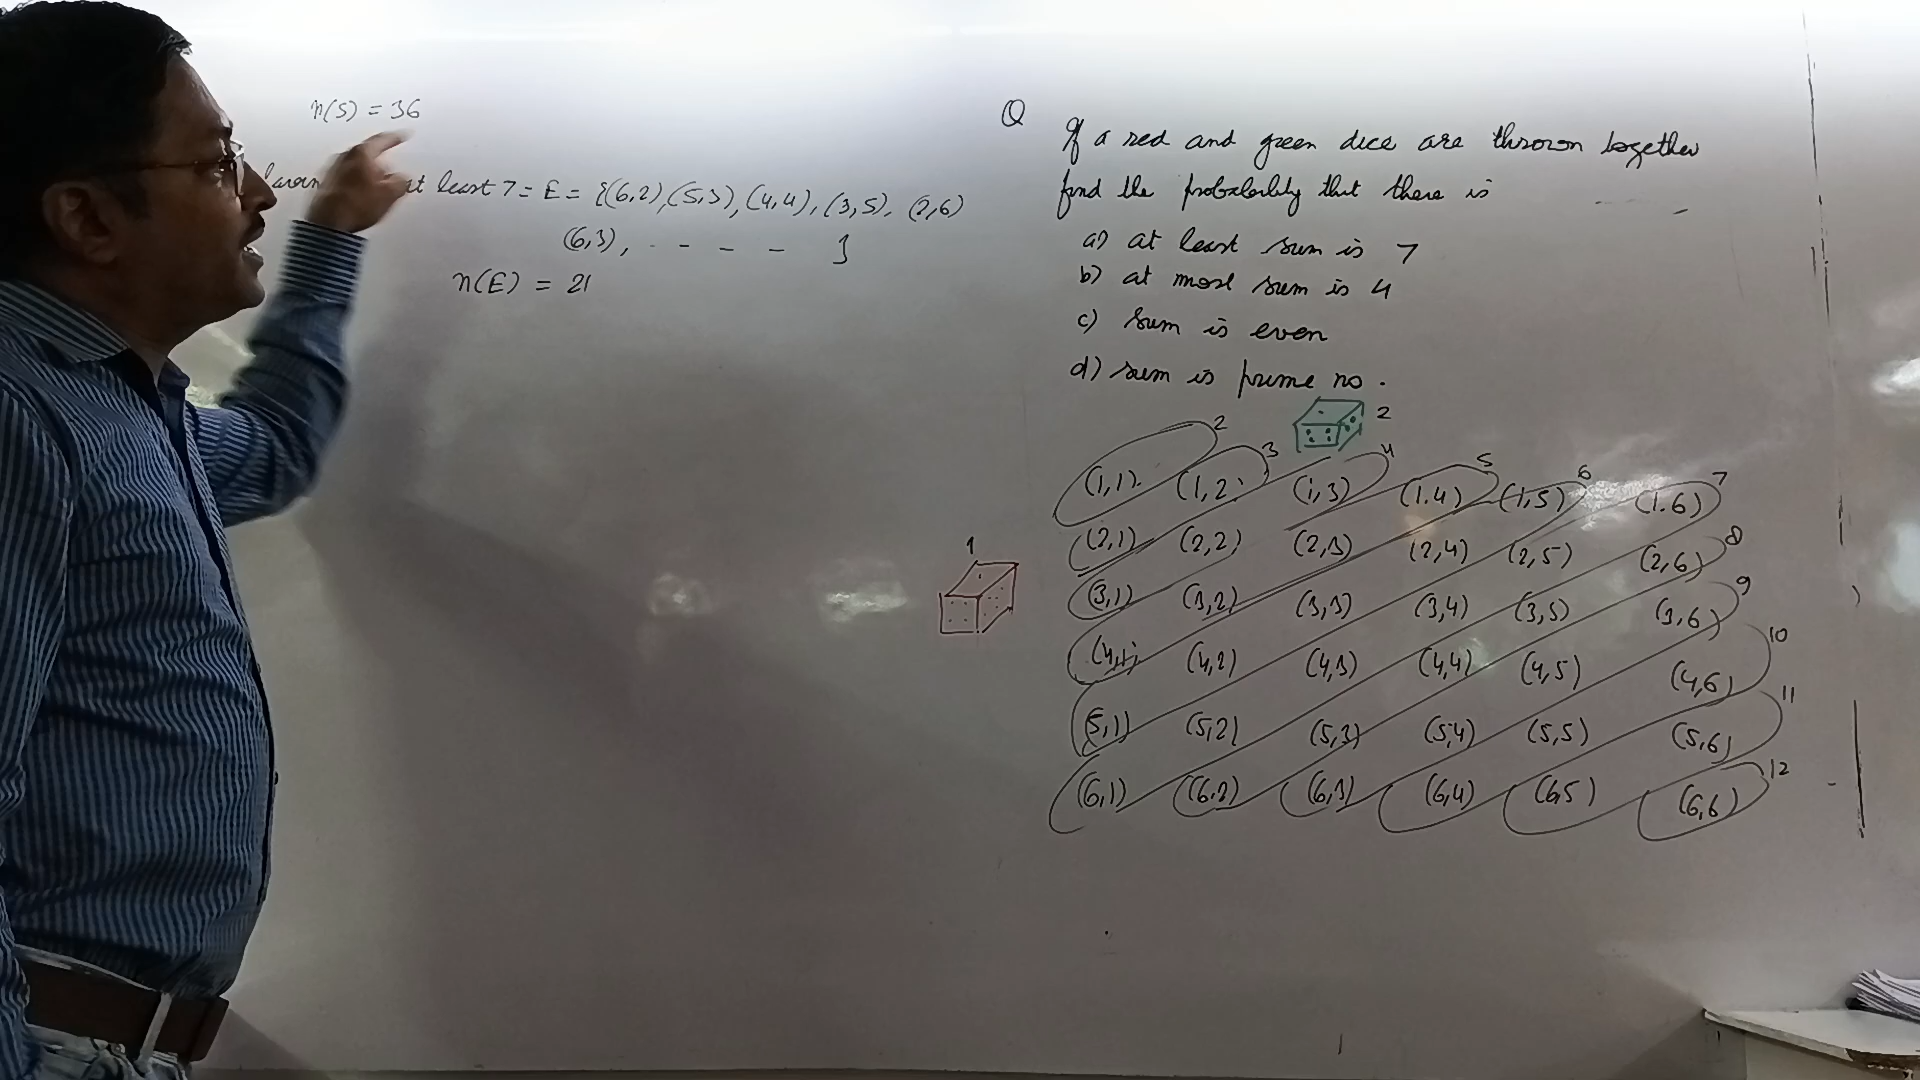 n(S) = 36
at least 7 = E = {(6,2),(5,3),(4,4),(3,5),(2,6)
(6,3), - - - - }
n(E) = 21
Q
If a red and green dice are thrown together
find the probability that there is
a) at least sum is 7
b) at most sum is 4
c) sum is even
d) sum is prime no.
2
2 3 4 5 6 7
(1,1) (1,2) (1,3) (1.4) (1,5) (1.6)
1
(2,1) (2,2) (2,3) (2,4) (2,5) (2,6) 8
(3,1) (3,2) (3,3) (3,4) (3,5) (3,6) 9
(4,1) (4,2) (4,3) (4,4) (4,5) (4,6) 10
(5,1) (5,2) (5,3) (5,4) (5,5) (5,6) 11
(6,1) (6,2) (6,3) (6,4) (6,5) (6,6) 12